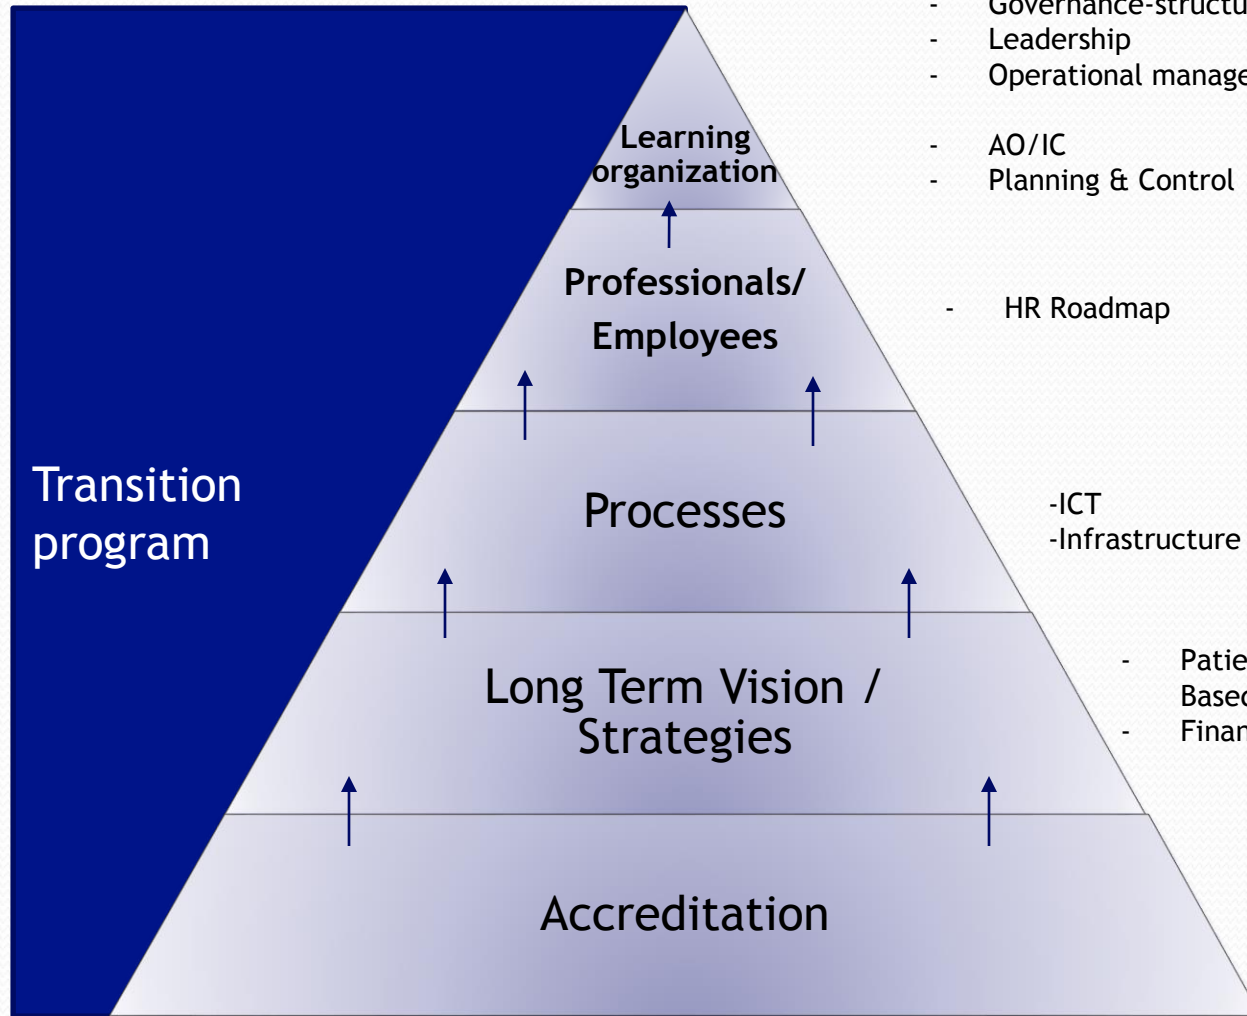 - Leadership
-
- AO/IC
- Planning & Control
Learning
organization
Professionals/
Employees
- HR Roadmap
Transition
program
Processes
-ICT
-Infrastructure
Long Term Vision /
Strategies
-
-
Accreditation
- Operational